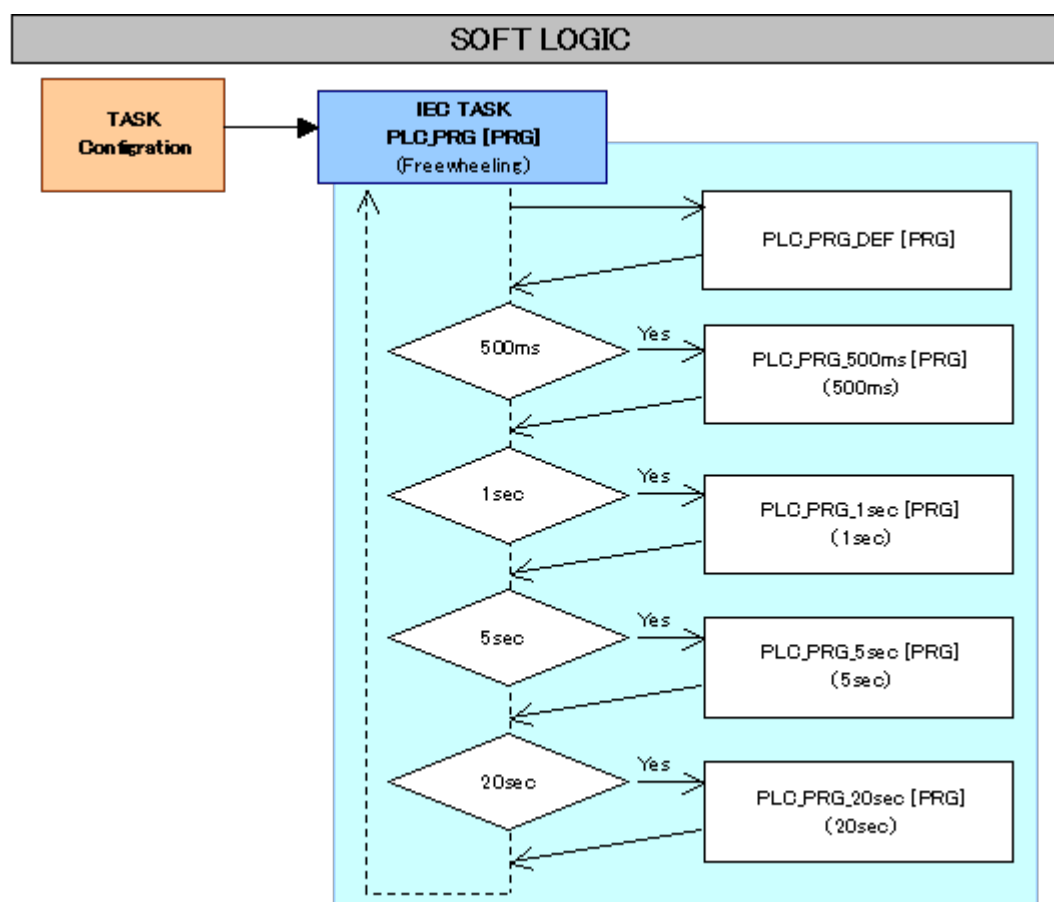 SOFT LOGIC
TASK
Configration
IEC TASK
PLC_PRG [PRG]
(Freewheeling)
PLC_PRG_DEF [PRG]
500ms
Yes
PLC_PRG_500ms [PRG]
(500ms)
1sec
Yes
PLC_PRG_1sec [PRG]
(1sec)
5sec
Yes
PLC_PRG_5sec [PRG]
(5sec)
20sec
Yes
PLC_PRG_20sec [PRG]
(20sec)